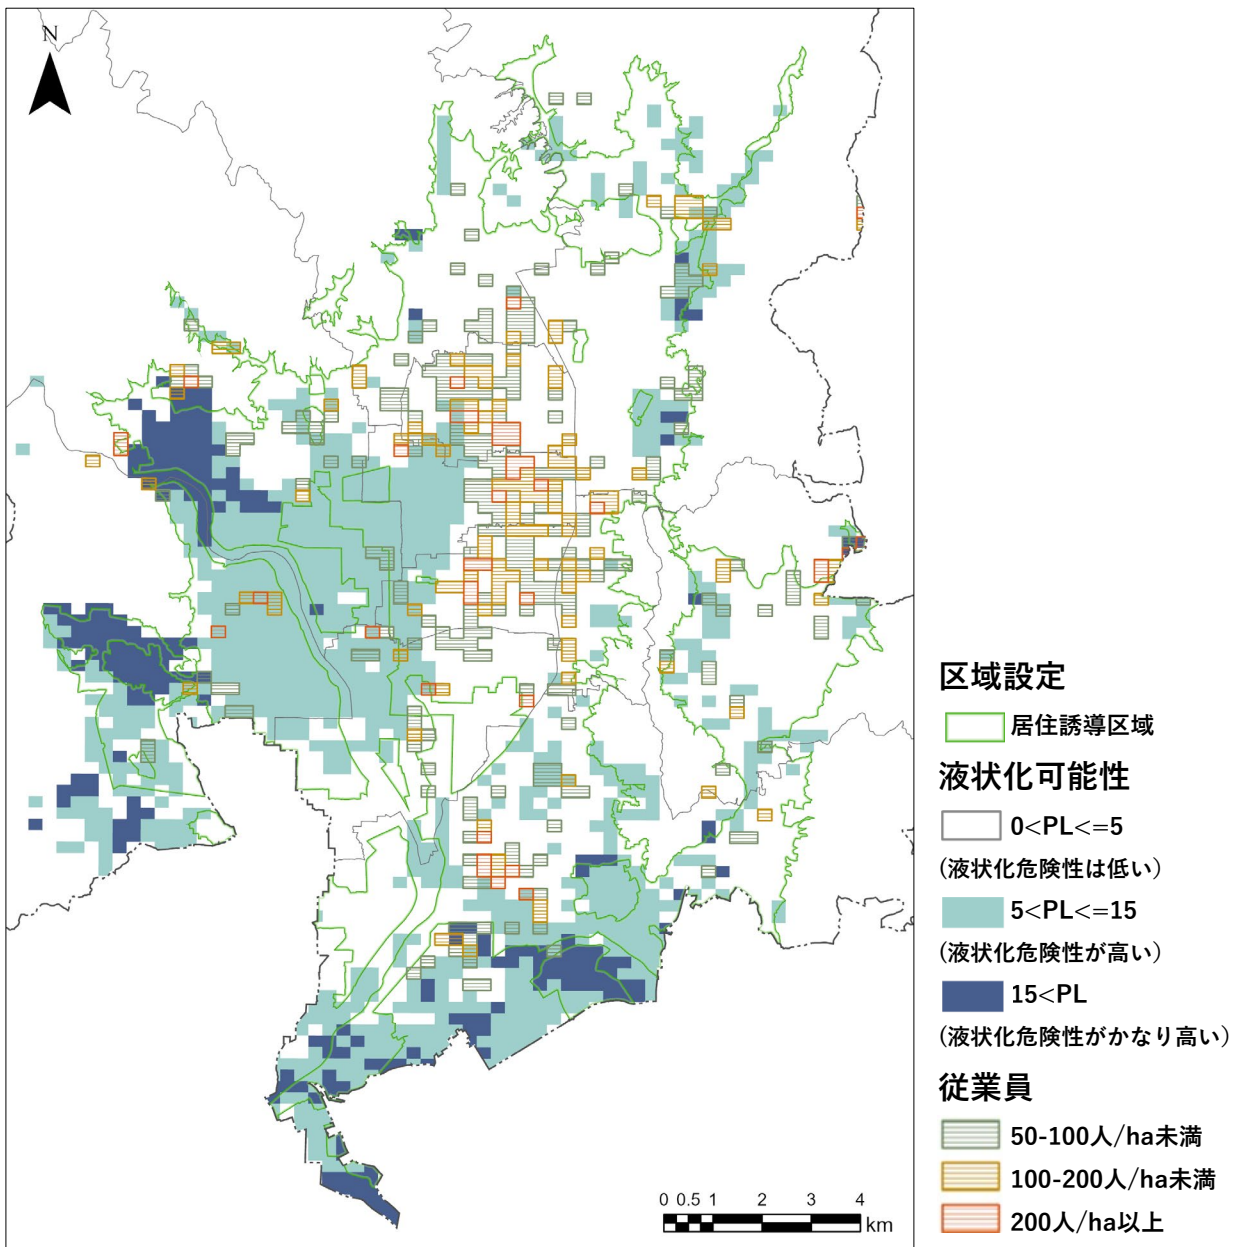 N
区域設定
居住誘導区域
液状化可能性
0<PL<=5
(液状化危険性は低い)
5<PL<=15
(液状化危険性が高い)
15<PL
(液状化危険性がかなり高い)
従業員
50-100人/ha未満
100-200人/ha未満
200人/ha以上
0 0.5 1 2 3 4
km